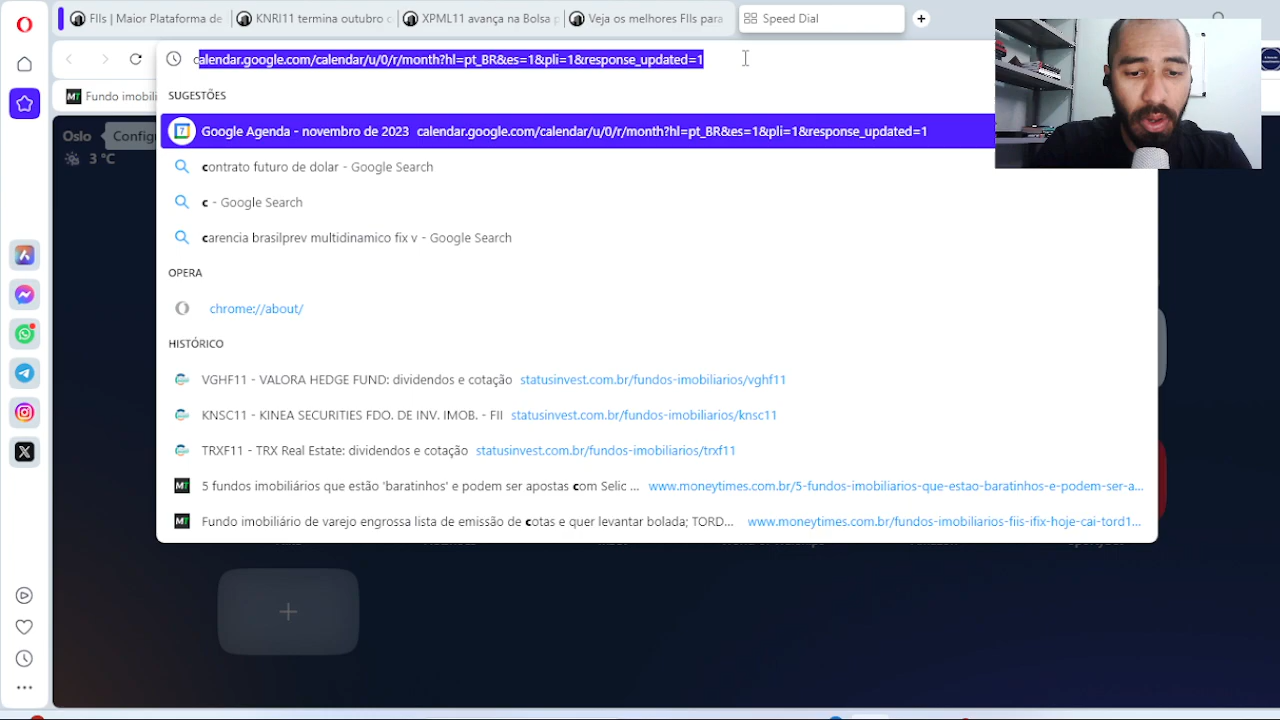 FIIs | Maior Plataforma de
KNRI11 termina outubro c
XPML11 avança na Bolsa p
Veja os melhores FIIs para
Speed Dial
calendar.google.com/calendar/u/0/r/month?hl=pt_BR&es=1&pli=1&response_updated=1
MT Fundo imobili
SUGESTÕES
Google Agenda - novembro de 2023 calendar.google.com/calendar/u/0/r/month?hl=pt_BR&es=1&pli=1&response_updated=1
Oslo
Config
3 °C
contrato futuro de dolar - Google Search
c - Google Search
carencia brasilprev multidinamico fix v - Google Search
OPERA
chrome://about/
HISTÓRICO
VGHF11 - VALORA HEDGE FUND: dividendos e cotação statusinvest.com.br/fundos-imobiliarios/vghf11
KNSC11 - KINEA SECURITIES FDO. DE INV. IMOB. - FII statusinvest.com.br/fundos-imobiliarios/knsc11
TRXF11 - TRX Real Estate: dividendos e cotação statusinvest.com.br/fundos-imobiliarios/trxf11
MT 5 fundos imobiliários que estão 'baratinhos' e podem ser apostas com Selic ... www.moneytimes.com.br/5-fundos-imobiliarios-que-estao-baratinhos-e-podem-ser-a...
MT Fundo imobiliário de varejo engrossa lista de emissão de cotas e quer levantar bolada; TORD... www.moneytimes.com.br/fundos-imobiliarios-fiis-ifix-hoje-cai-tord1...